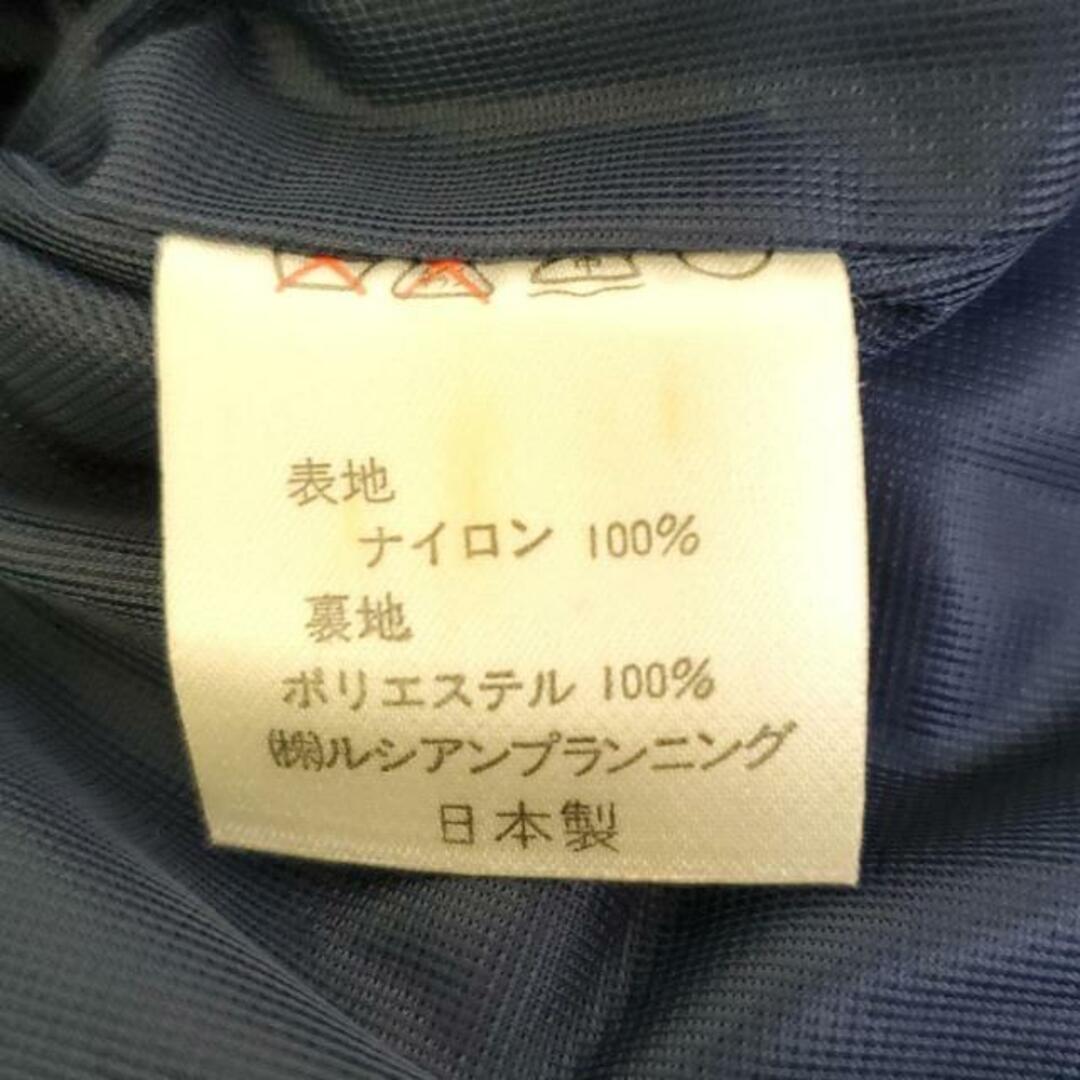 表地
ナイロン 100%
裏地
ポリエステル 100%
㈱ルシアンプランニング
日本製